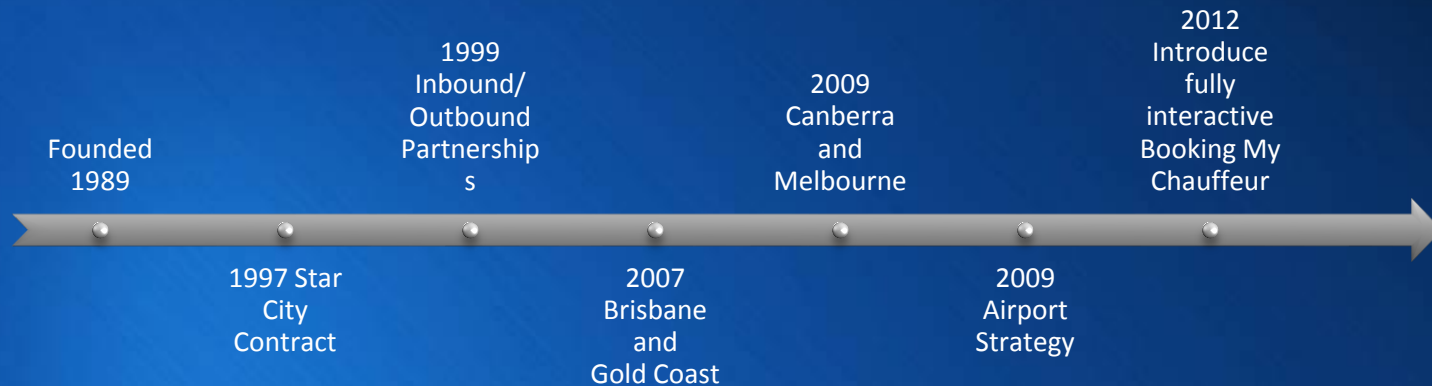 Founded
1989
1997 Star
City
Contract
1999
Inbound/
Outbound
Partnership
s
2007
Brisbane
and
Gold Coast
2009
Canberra
and
Melbourne
2009
Airport
Strategy
2012
Introduce
fully
interactive
Booking My
Chauffeur